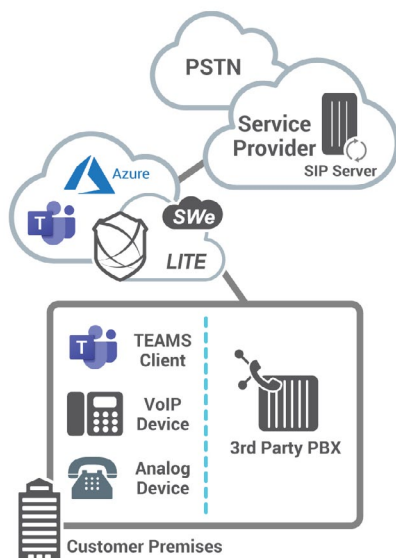 PSTN
Service
Provider
SIP Server
Azure
T
SWe
LITE
T
TEAMS
Client
VoIP
Device
Analog
Device
3rd Party PBX
Customer Premises